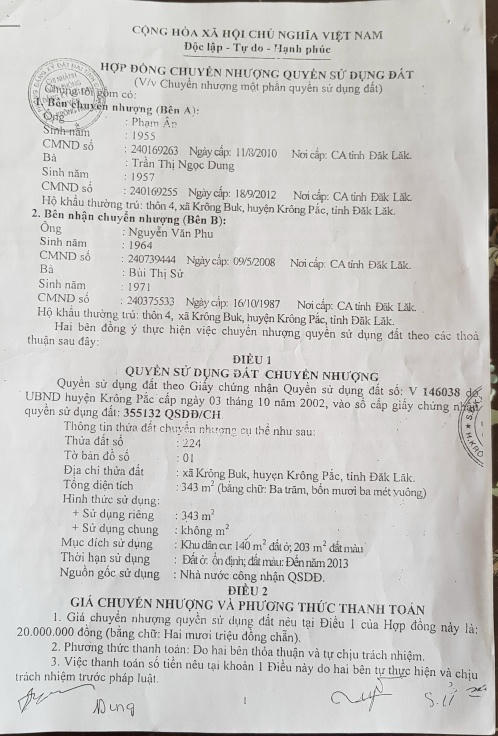 CỘNG HÒA XÃ HỘI CHỦ NGHĨA VIỆT NAM
Độc lập - Tự do - Hạnh phúc
HỢP ĐỒNG CHUYỂN NHƯỢNG QUYỀN SỬ DỤNG ĐẤT
(V/v Chuyển nhượng một phần quyền sử dụng đất)
Chúng tôi gồm có:
1. Bên chuyển nhượng (Bên A):
Ông : Phạm Ân
Sinh năm : 1955
CMND số : 240169263 Ngày cấp: 11/8/2010 Nơi cấp: CA tỉnh Đăk Lăk.
Bà : Trần Thị Ngọc Dung
Sinh năm : 1957
CMND số : 240169255 Ngày cấp: 18/9/2012 Nơi cấp: CA tỉnh Đăk Lăk.
Hộ khẩu thường trú: thôn 4, xã Krông Buk, huyện Krông Pắc, tỉnh Đăk Lăk.
2. Bên nhận chuyển nhượng (Bên B):
Ông : Nguyễn Văn Phu
Sinh năm : 1964
CMND số : 240739444 Ngày cấp: 09/5/2008 Nơi cấp: CA tỉnh Đăk Lăk.
Bà : Bùi Thị Sử
Sinh năm : 1971
CMND số : 240375533 Ngày cấp: 16/10/1987 Nơi cấp: CA tỉnh Đăk Lăk.
Hộ khẩu thường trú: thôn 4, xã Krông Buk, huyện Krông Pắc, tỉnh Đăk Lăk.
Hai bên đồng ý thực hiện việc chuyển nhượng quyền sử dụng đất theo các thoả
thuận sau đây:
ĐIỀU 1
QUYỀN SỬ DỤNG ĐẤT CHUYỂN NHƯỢNG
Quyền sử dụng đất theo Giấy chứng nhận Quyền sử dụng đất số: V 146038 do
UBND huyện Krông Pắc cấp ngày 03 tháng 10 năm 2002, vào sổ cấp giấy chứng nhận
quyền sử dụng đất: 355132 QSDĐ/CH.
Thông tin thửa đất chuyển nhượng cụ thể như sau:
Thửa đất số : 224
Tờ bản đồ số : 01
Địa chỉ thửa đất : xã Krông Buk, huyện Krông Pắc, tỉnh Đăk Lăk.
Tổng diện tích : 343 m² (bằng chữ: Ba trăm, bốn mươi ba mét vuông)
Hình thức sử dụng:
+ Sử dụng riêng : 343 m²
+ Sử dụng chung : không m²
Mục đích sử dụng : Khu dân cư: 140 m² đất ở; 203 m² đất màu
Thời hạn sử dụng : Đất ở: ổn định; đất màu: Đến năm 2013
Nguồn gốc sử dụng : Nhà nước công nhận QSDĐ.
ĐIỀU 2
GIÁ CHUYỂN NHƯỢNG VÀ PHƯƠNG THỨC THANH TOÁN
1. Giá chuyển nhượng quyền sử dụng đất nêu tại Điều 1 của Hợp đồng này là:
20.000.000 đồng (bằng chữ: Hai mươi triệu đồng chẵn).
2. Phương thức thanh toán: Do hai bên thỏa thuận và tự chịu trách nhiệm.
3. Việc thanh toán số tiền nêu tại khoản 1 Điều này do hai bên tự thực hiện và chịu
trách nhiệm trước pháp luật.
Dung
1